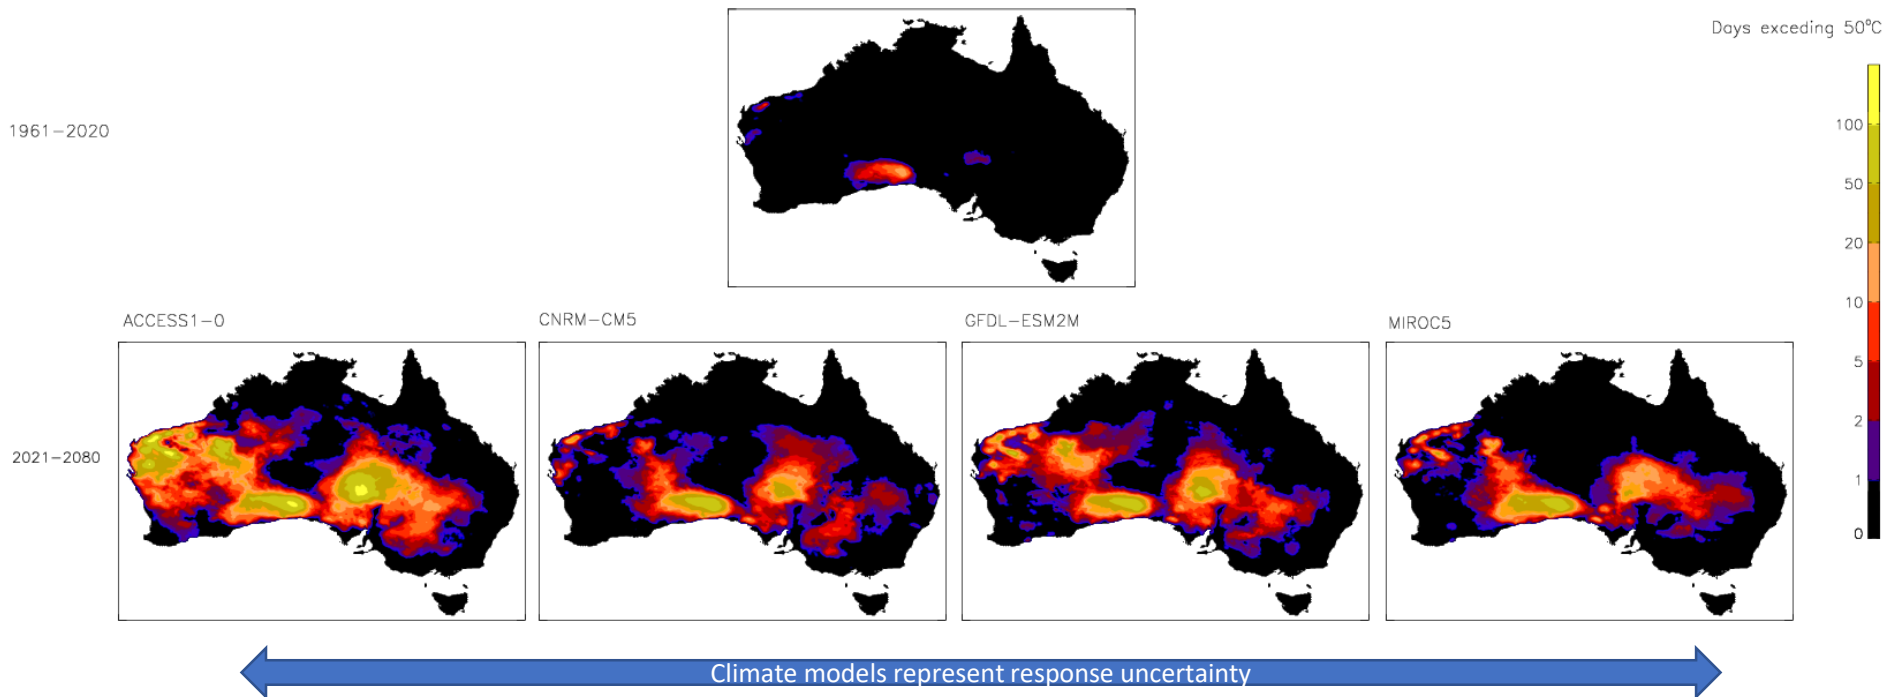 Days exceding 50°C
1961-2020
100
50
20
10
5
2
1
0
ACCESS1-0
CNRM-CM5
GFDL-ESM2M
MIROC5
2021-2080
Climate models represent response uncertainty